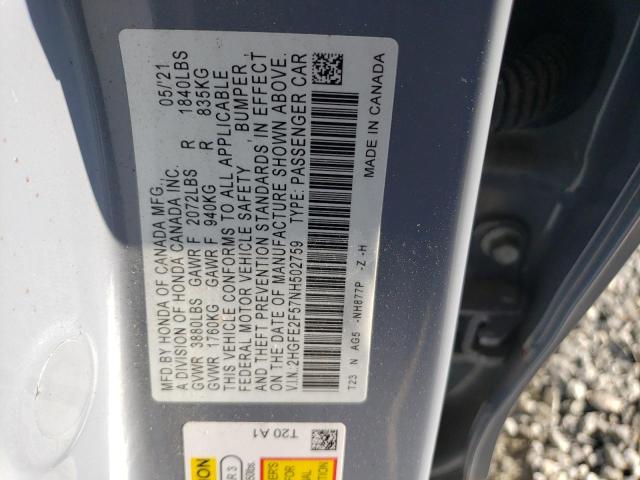 MFD.BY HONDA OF CANADA MFG. 05/'21
A DIVISION OF HONDA CANADA INC.
GVWR 3880LBS GAWR F 2072LBS R 1840LBS
GVWR 1760KG GAWR F 940KG R 835KG
THIS VEHICLE CONFORMS TO ALL APPLICABLE
FEDERAL MOTOR VEHICLE SAFETY, BUMPER,
AND THEFT PREVENTION STANDARDS IN EFFECT
ON THE DATE OF MANUFACTURE SHOWN ABOVE.
V.I.N.:2HGFE2F57NH502759 TYPE: PASSENGER CAR
T23 N AG5 -NH877P -Z -H
MADE IN CANADA
T20 A1